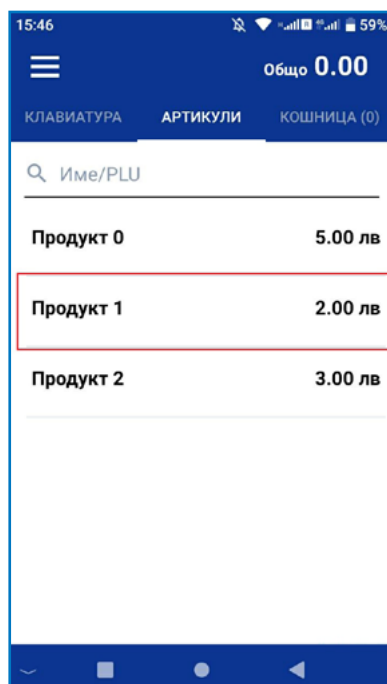 15:46 59%
Общо 0.00
КЛАВИАТУРА АРТИКУЛИ КОШНИЦА (0)
Име/PLU
Продукт 0 5.00 лв
Продукт 1 2.00 лв
Продукт 2 3.00 лв